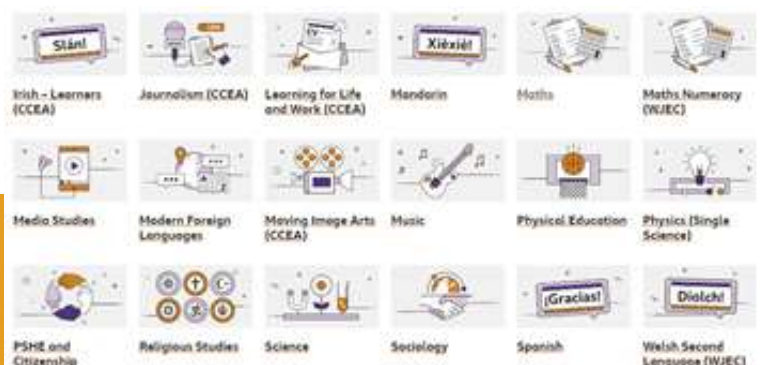 Slán!
CV
Xièxiè!
Irish – Learners
(CCEA)
Journalism (CCEA)
Learning for Life
and Work (CCEA)
Mandarin
Maths
Maths Numeracy
(WJEC)
Media Studies
Modern Foreign
Languages
Moving Image Arts
(CCEA)
Music
Physical Education
Physics (Single
Science)
¡Gracias!
Diolch!
PSHE and
Citizenship
Religious Studies
Science
Sociology
Spanish
Welsh Second
Language (WJEC)